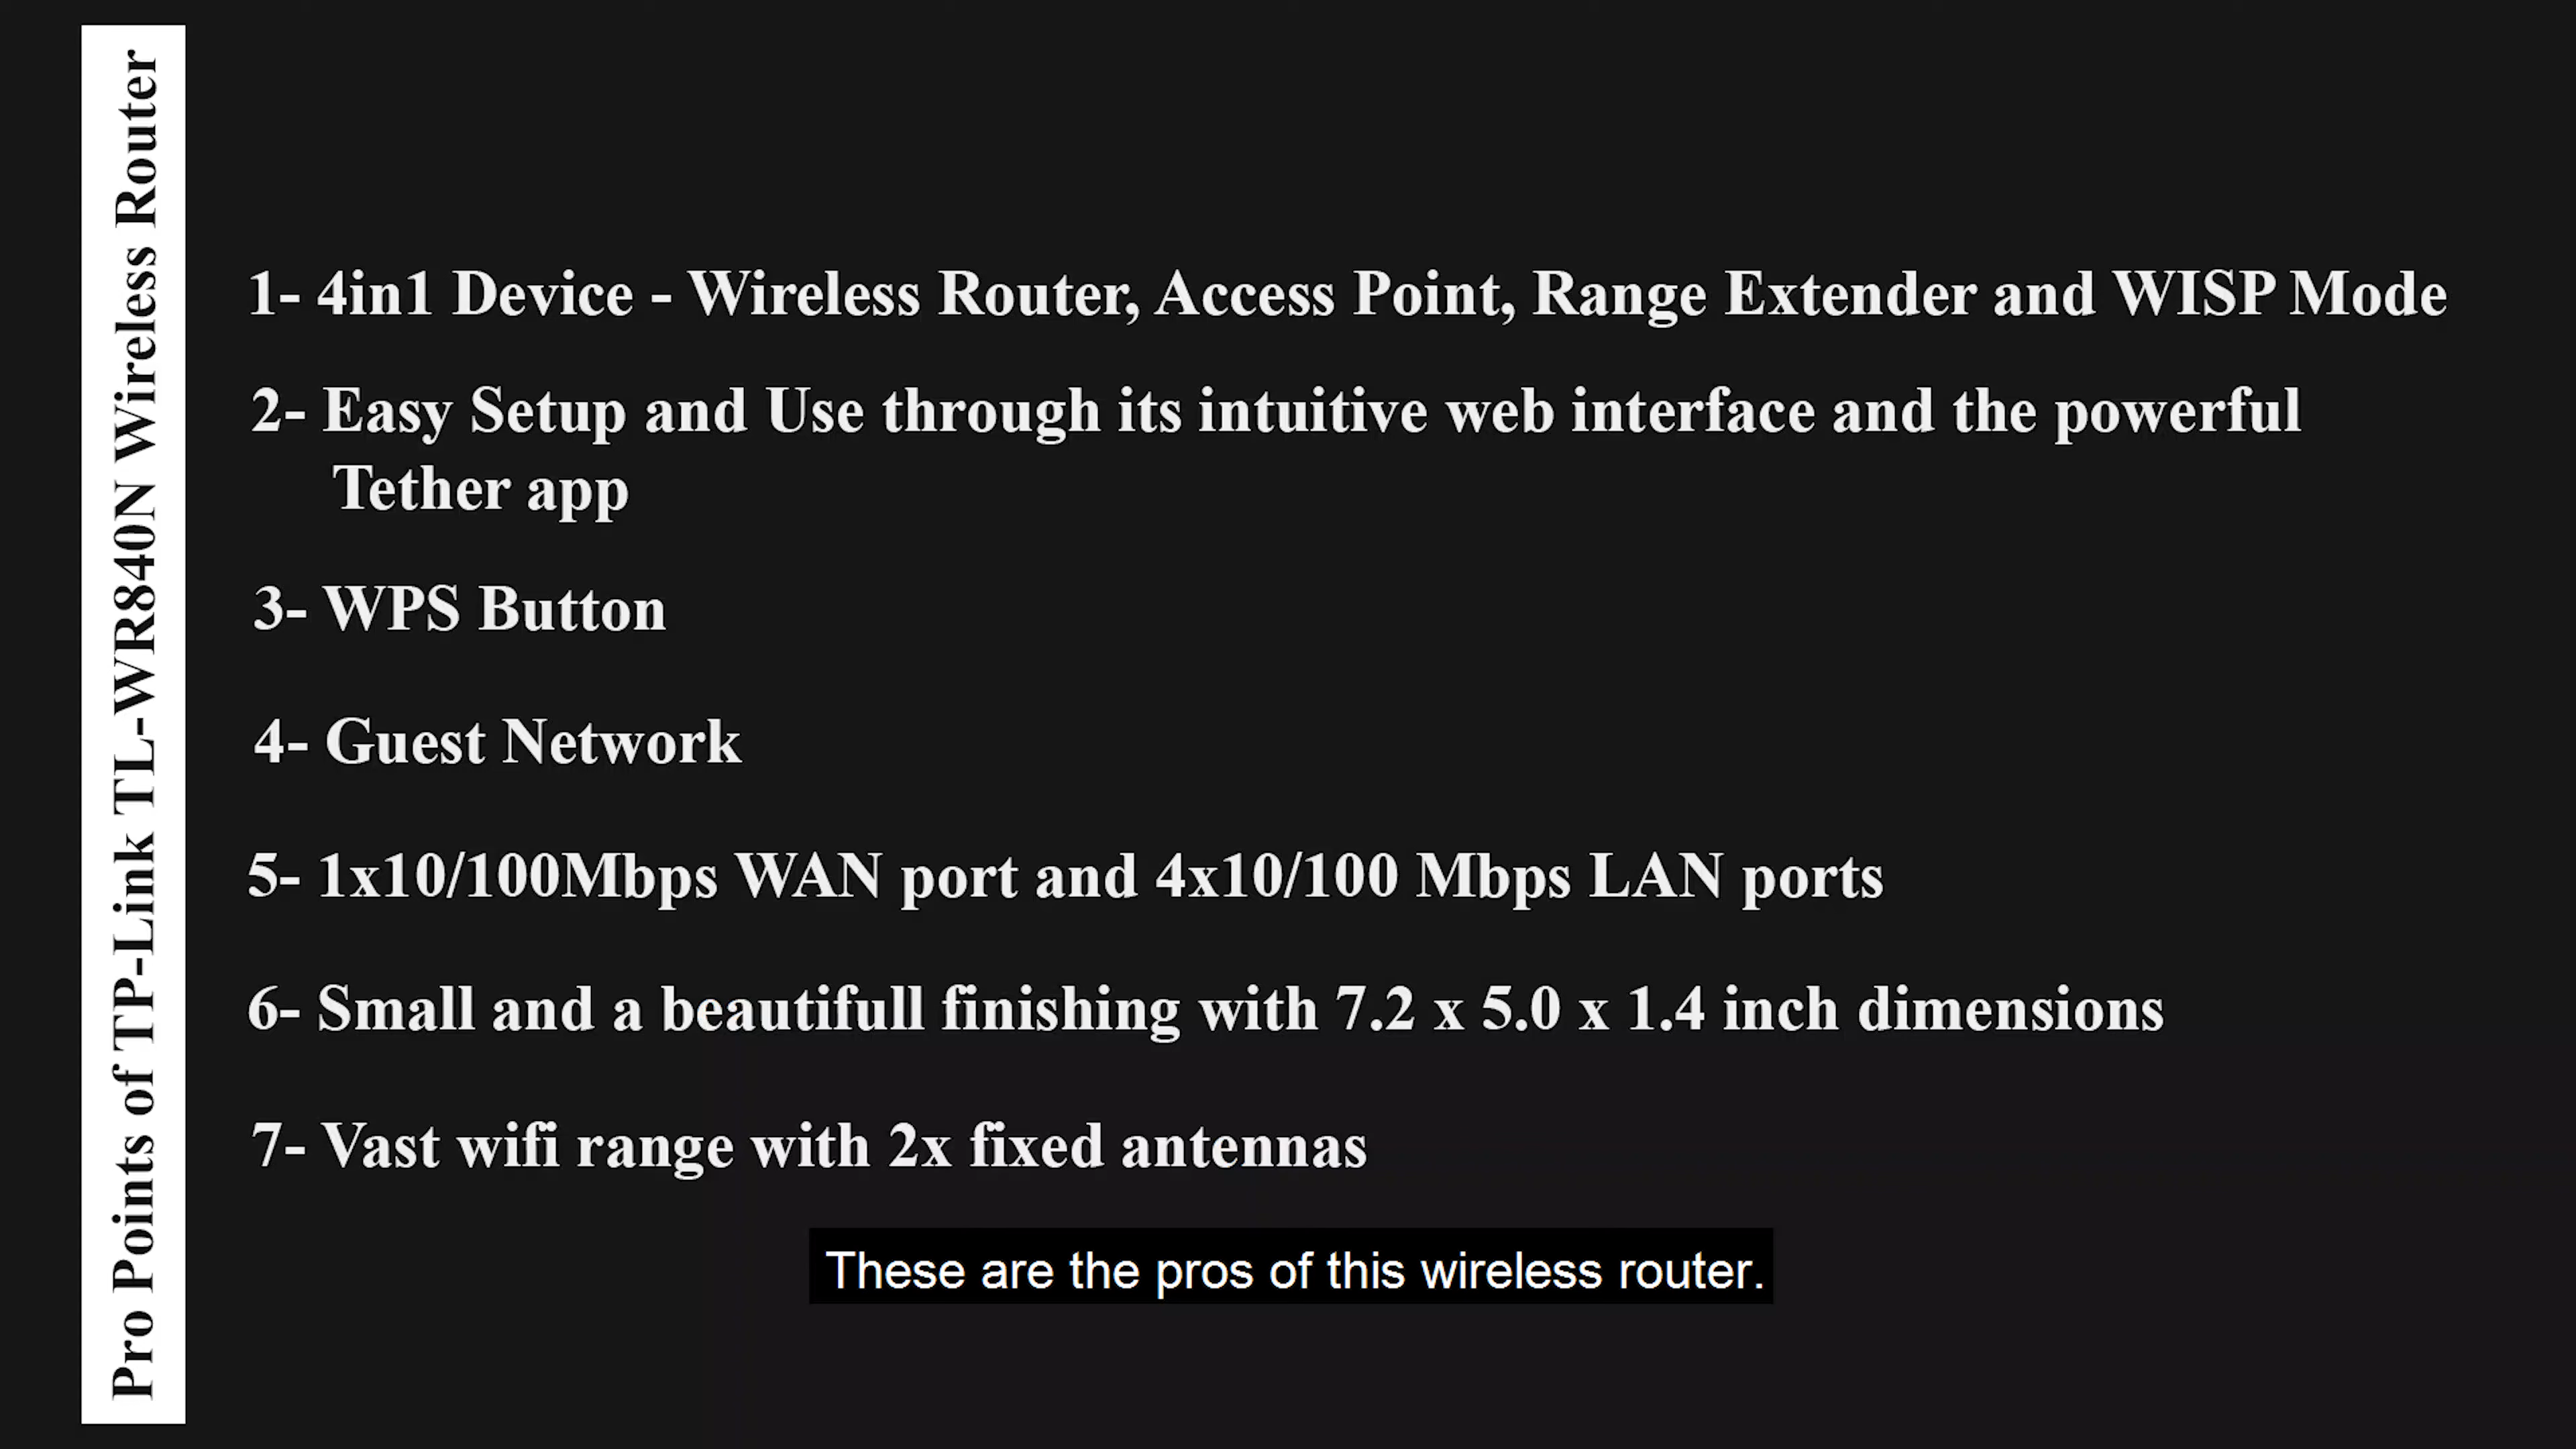 Pro Points of TP-Link TL-WR840N Wireless Router
1- 4in1 Device - Wireless Router, Access Point, Range Extender and WISP Mode
2- Easy Setup and Use through its intuitive web interface and the powerful
Tether app
3- WPS Button
4- Guest Network
5- 1x10/100Mbps WAN port and 4x10/100 Mbps LAN ports
6- Small and a beautifull finishing with 7.2 x 5.0 x 1.4 inch dimensions
7- Vast wifi range with 2x fixed antennas
These are the pros of this wireless router.